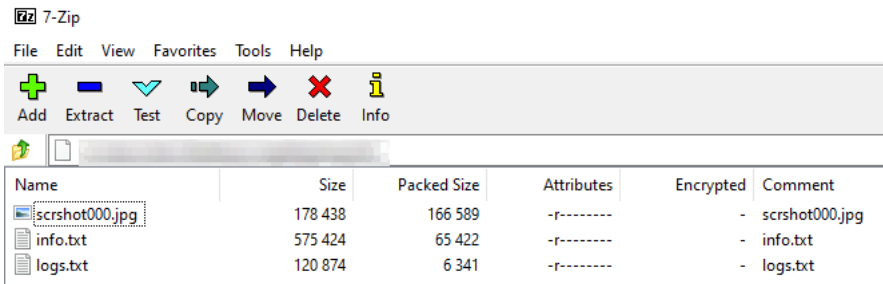 7z 7-Zip
File Edit View Favorites Tools Help
Add Extract Test Copy Move Delete Info
Name Size Packed Size Attributes Encrypted Comment
scrshot000.jpg 178 438 166 589 -r-------- - scrshot000.jpg
info.txt 575 424 65 422 -r-------- - info.txt
logs.txt 120 874 6 341 -r-------- - logs.txt